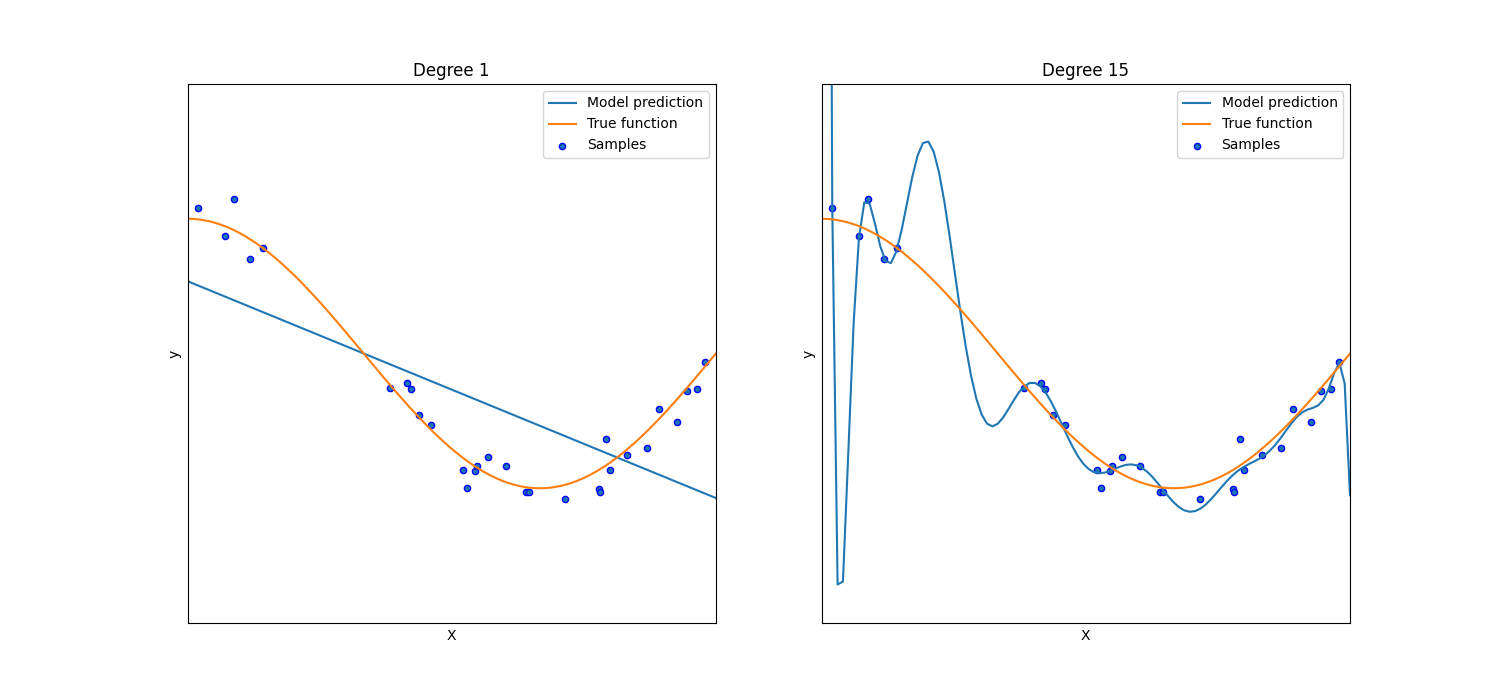 Degree 1
Model prediction
True function
Samples
y
X
Degree 15
Model prediction
True function
Samples
y
X